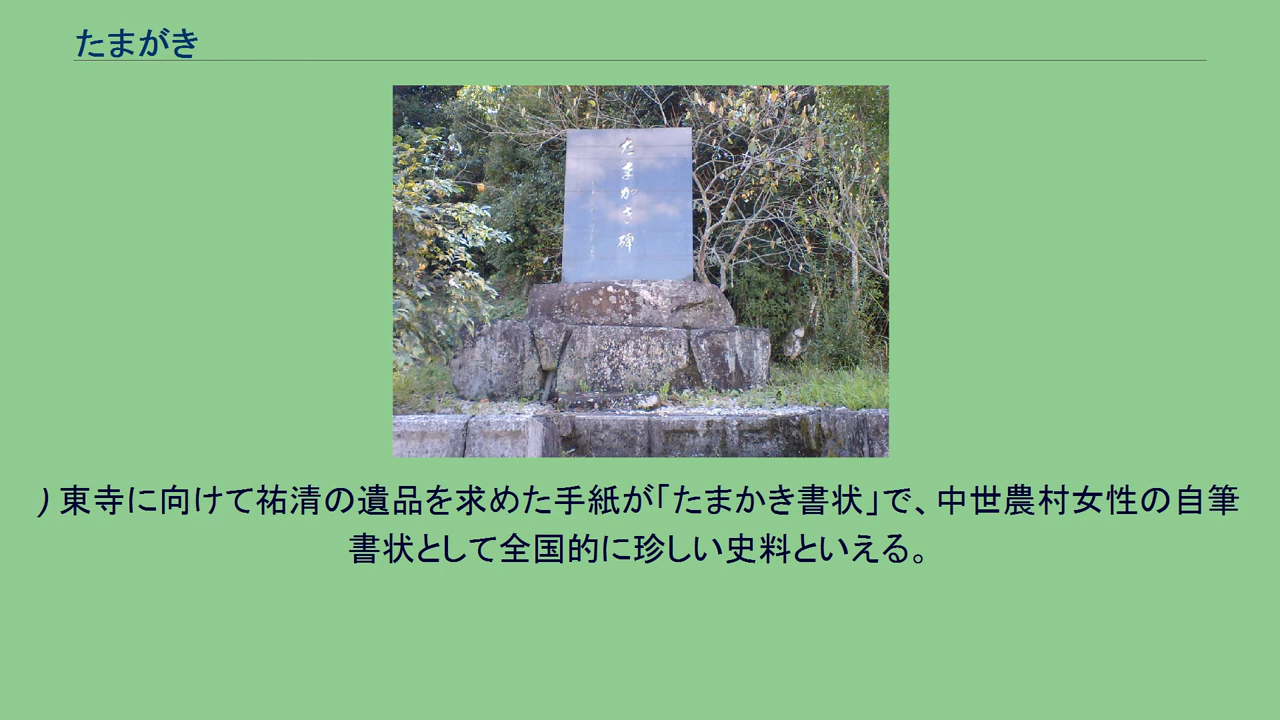 たまがき
たまがき碑
) 東寺に向けて祐清の遺品を求めた手紙が「たまかき書状」で、中世農村女性の自筆
書状として全国的に珍しい史料といえる。